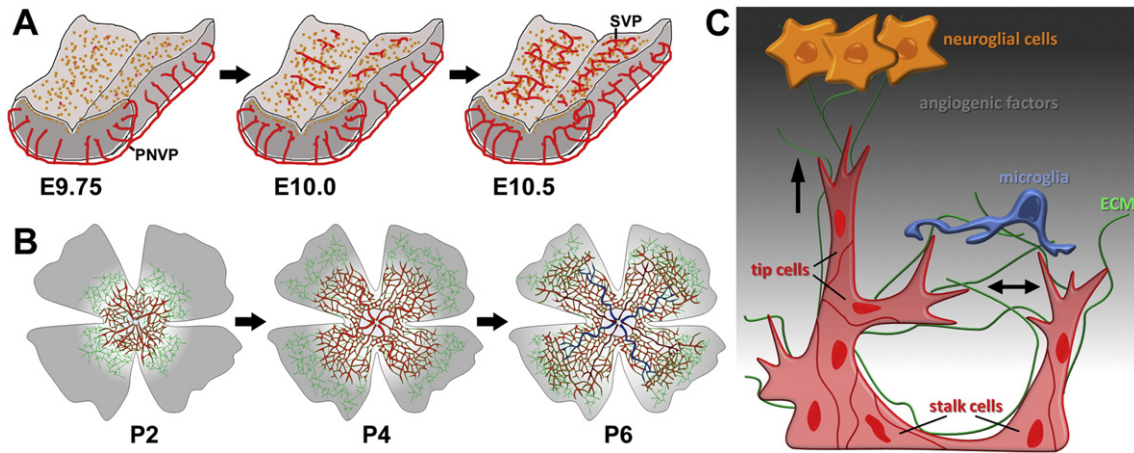 A
SVP
PNVP
E9.75
E10.0
E10.5
B
P2
P4
P6
C
neuroglial cells
angiogenic factors
microglia
ECM
tip cells
stalk cells